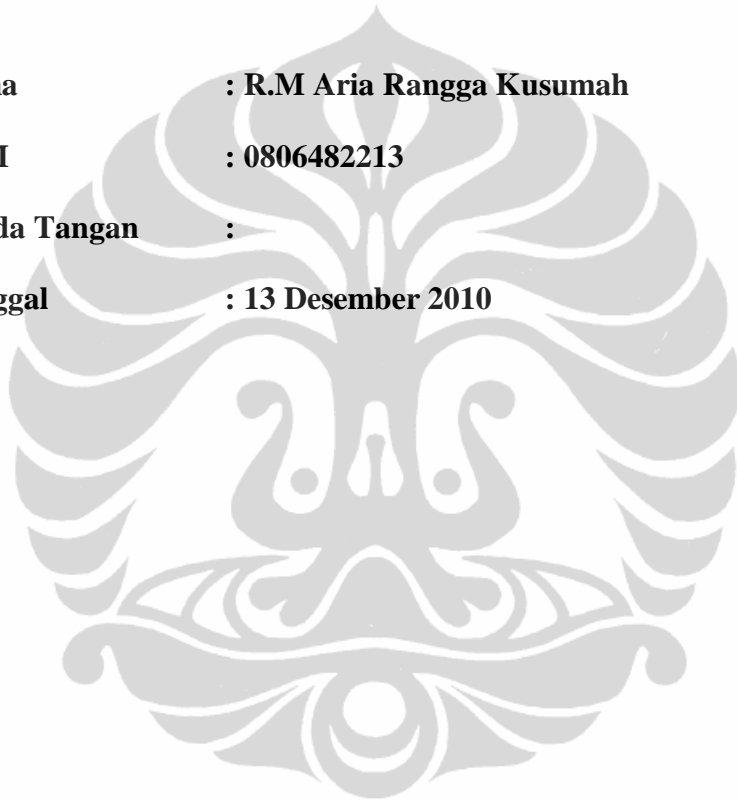 : R.M Aria Rangga Kusumah
: 0806482213
da Tangan :
ggal : 13 Desember 2010